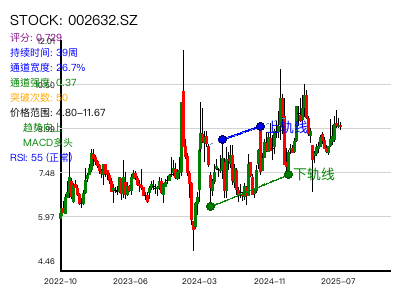 STOCK: 002632.SZ
评分: 0.729
持续时间: 39周
通道宽度: 26.7%
通道强度: 0.37
突破次数: 50
价格范围: 4.80−11.67
趋势向上
MACD多头
RSI: 55 (正常)
上轨线
下轨线
7.48
5.97
4.46
2022−10
2023−06
2024−03
2024−11
2025−07